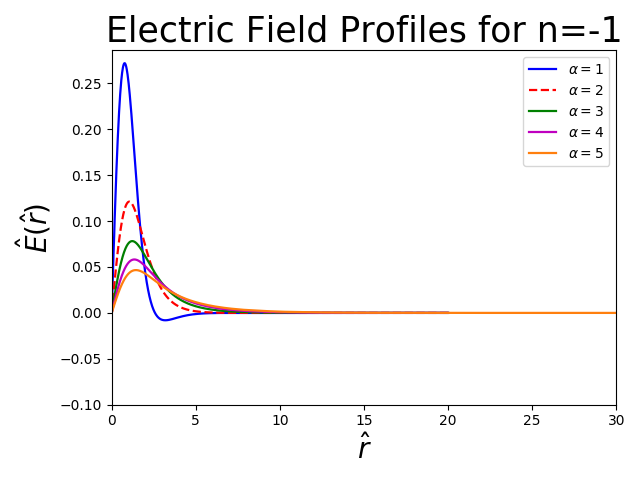 Electric Field Profiles for n=-1
Ê(r̂)
0.25
0.20
0.15
0.10
0.05
0.00
−0.05
−0.10
0 5 10 15 20 25 30
r̂
α = 1
α = 2
α = 3
α = 4
α = 5